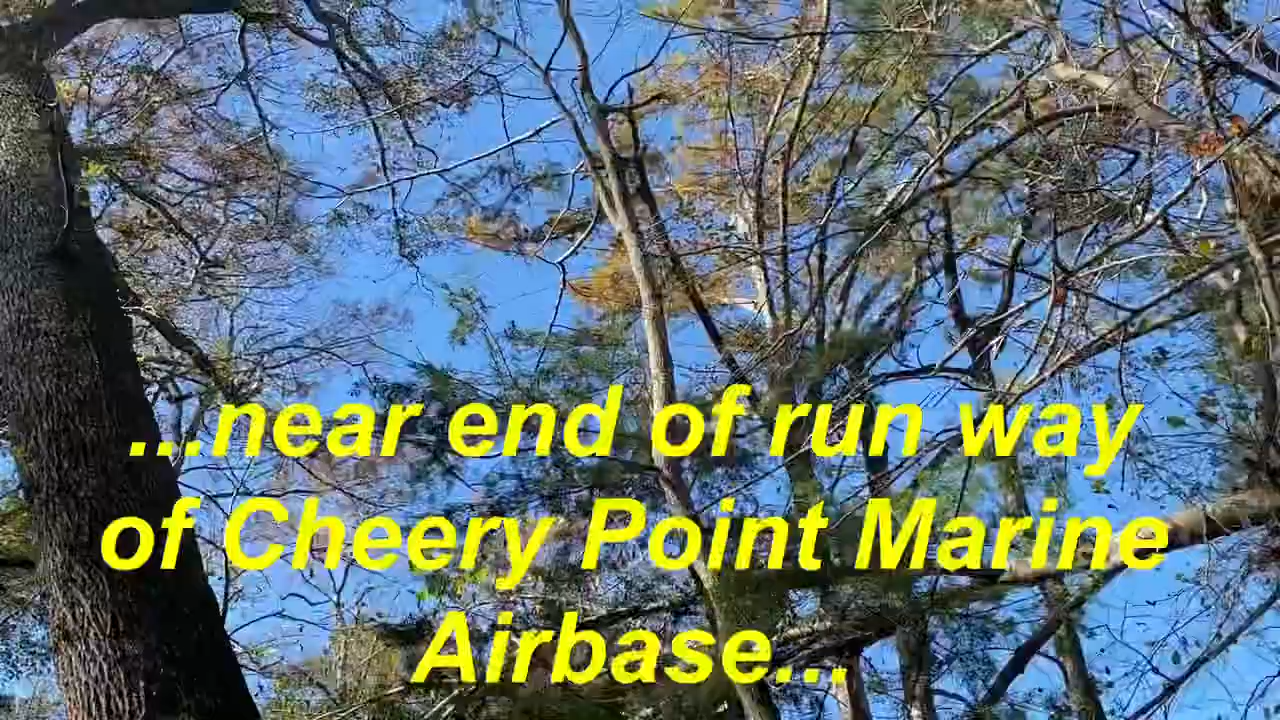 ...near end of run way
of Cheery Point Marine
Airbase...